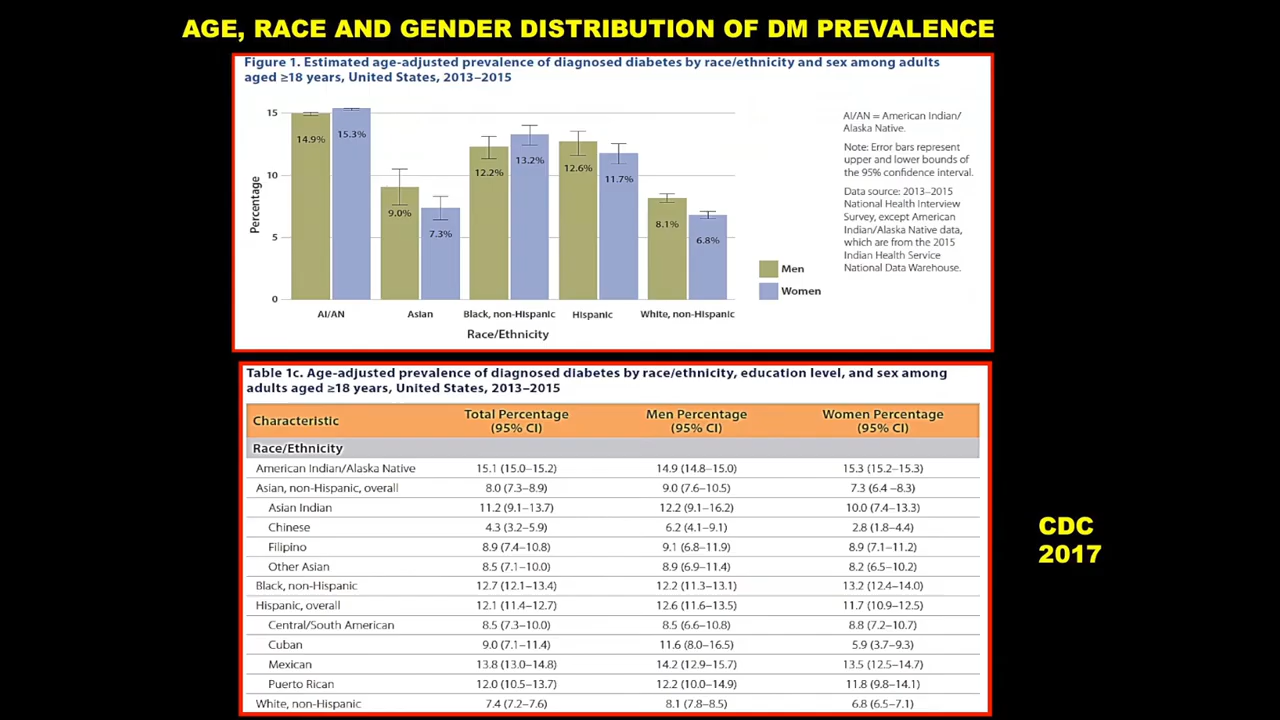 AGE, RACE AND GENDER DISTRIBUTION OF DM PREVALENCE
Figure 1. Estimated age-adjusted prevalence of diagnosed diabetes by race/ethnicity and sex among adults
aged ≥18 years, United States, 2013–2015
15
10
5
0
Percentage
14.9%
15.3%
9.0%
7.3%
12.2%
13.2%
12.6%
11.7%
8.1%
6.8%
AI/AN
Asian
Black, non-Hispanic
Hispanic
White, non-Hispanic
Race/Ethnicity
Men
Women
AI/AN = American Indian/
Alaska Native.
Note: Error bars represent
upper and lower bounds of
the 95% confidence interval.
Data source: 2013–2015
National Health Interview
Survey, except American
Indian/Alaska Native data,
which are from the 2015
Indian Health Service
National Data Warehouse.
Table 1c. Age-adjusted prevalence of diagnosed diabetes by race/ethnicity, education level, and sex among
adults aged ≥18 years, United States, 2013–2015
Characteristic Total Percentage (95% CI) Men Percentage (95% CI) Women Percentage (95% CI)
Race/Ethnicity
American Indian/Alaska Native 15.1 (15.0–15.2) 14.9 (14.8–15.0) 15.3 (15.2–15.3)
Asian, non-Hispanic, overall 8.0 (7.3–8.9) 9.0 (7.6–10.5) 7.3 (6.4 –8.3)
Asian Indian 11.2 (9.1–13.7) 12.2 (9.1–16.2) 10.0 (7.4–13.3)
Chinese 4.3 (3.2–5.9) 6.2 (4.1–9.1) 2.8 (1.8–4.4)
Filipino 8.9 (7.4–10.8) 9.1 (6.8–11.9) 8.9 (7.1–11.2)
Other Asian 8.5 (7.1–10.0) 8.9 (6.9–11.4) 8.2 (6.5–10.2)
Black, non-Hispanic 12.7 (12.1–13.4) 12.2 (11.3–13.1) 13.2 (12.4–14.0)
Hispanic, overall 12.1 (11.4–12.7) 12.6 (11.6–13.5) 11.7 (10.9–12.5)
Central/South American 8.5 (7.3–10.0) 8.5 (6.6–10.8) 8.8 (7.2–10.7)
Cuban 9.0 (7.1–11.4) 11.6 (8.0–16.5) 5.9 (3.7–9.3)
Mexican 13.8 (13.0–14.8) 14.2 (12.9–15.7) 13.5 (12.5–14.7)
Puerto Rican 12.0 (10.5–13.7) 12.2 (10.0–14.9) 11.8 (9.8–14.1)
White, non-Hispanic 7.4 (7.2–7.6) 8.1 (7.8–8.5) 6.8 (6.5–7.1)
CDC
2017